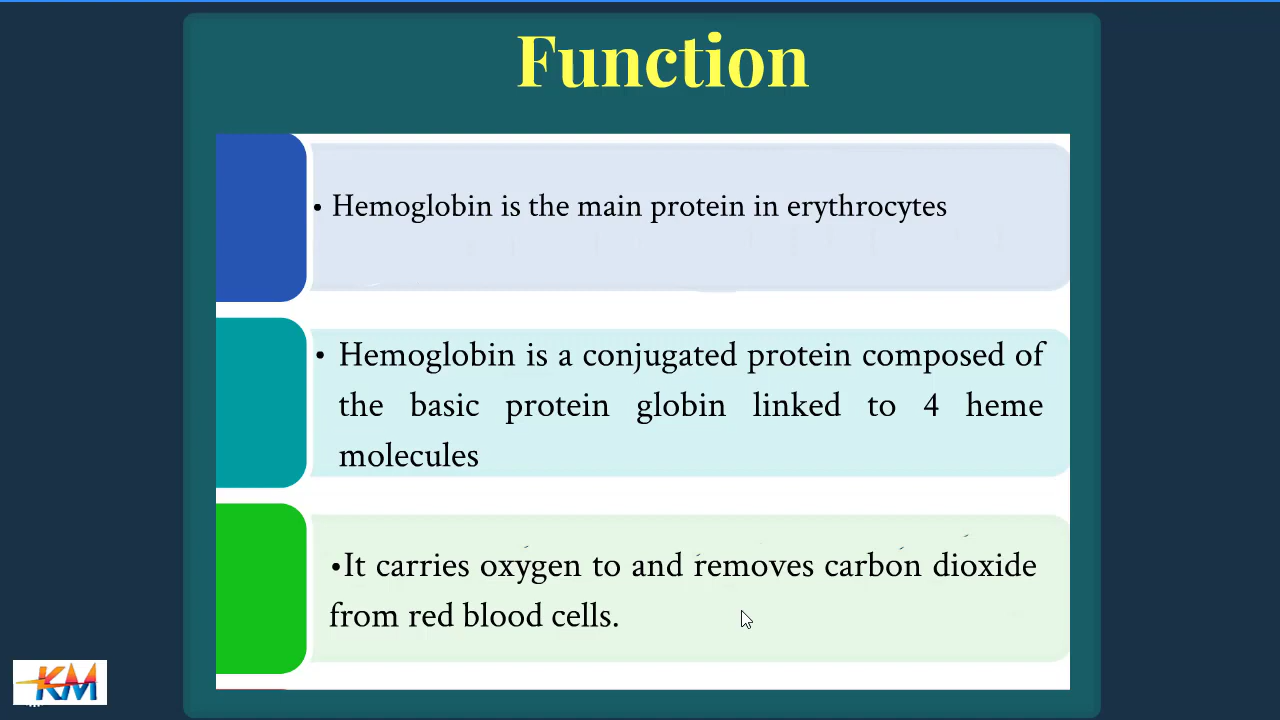 Function
• Hemoglobin is the main protein in erythrocytes
• Hemoglobin is a conjugated protein composed of
the basic protein globin linked to 4 heme
molecules
•It carries oxygen to and removes carbon dioxide
from red blood cells.
KM